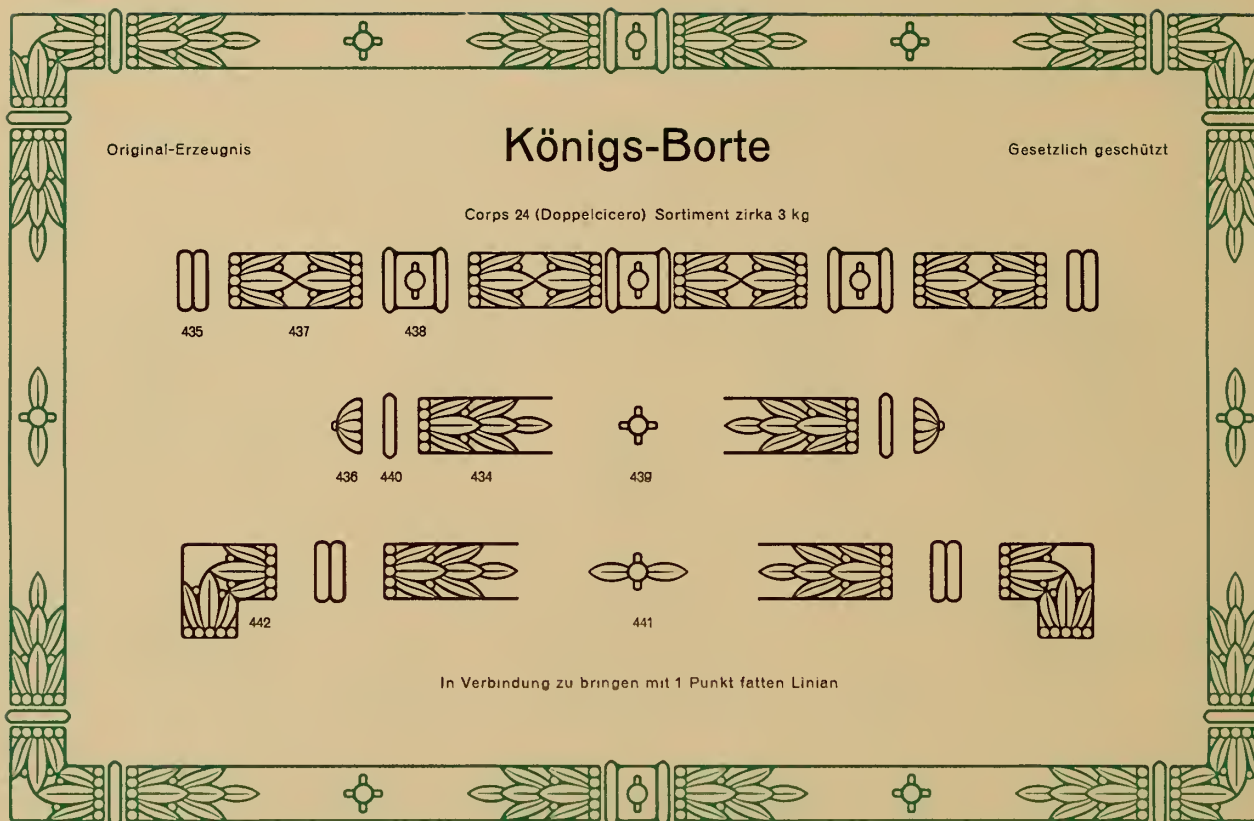 Original-Erzeugnis
Königs-Borte
Gesetzlich geschützt
Corps 24 (Doppelcicero) Sortiment zirka 3 kg
435 437 438
436 440 434 439
442 441
In Verbindung zu bringen mit 1 Punkt fatten Linian